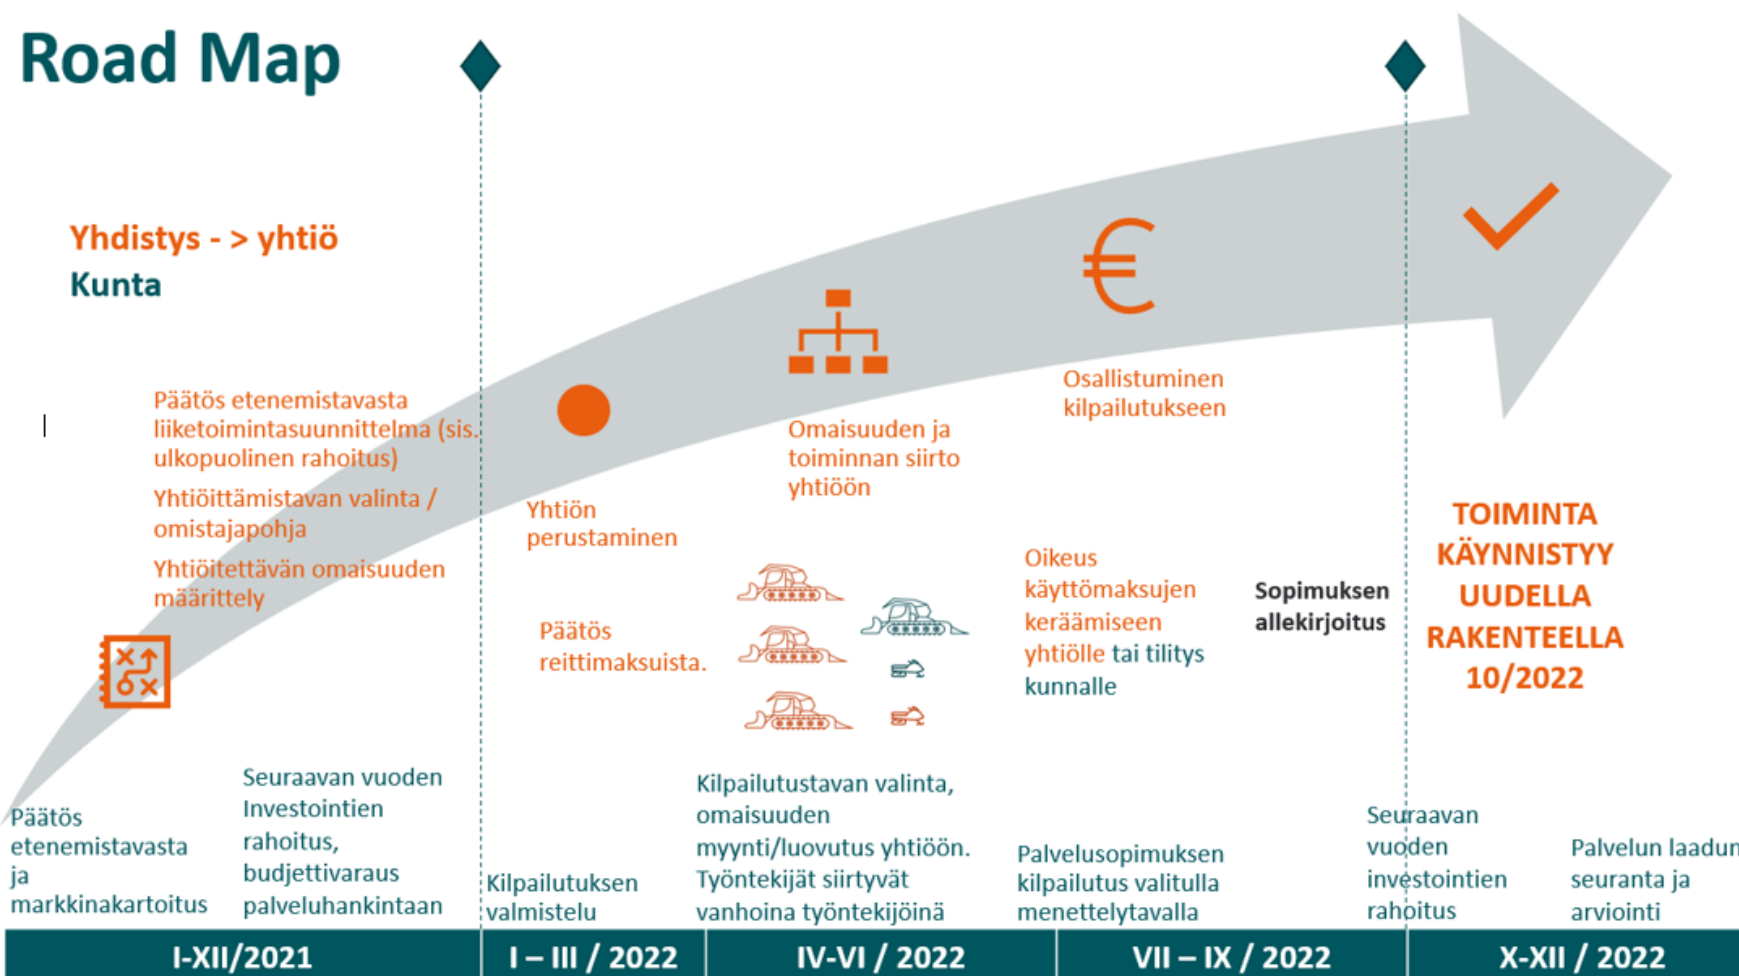 Road Map
Yhdistys - > yhtiö
Kunta
Päätös etenemistavasta
liiketoimintasuunnittelma (sis.
ulkopuolinen rahoitus)
Yhtiöittämistavan valinta /
omistajapohja
Yhtiöitettävän omaisuuden
määrittely
Yhtiön
perustaminen
Päätös
reittimaksuista.
Omaisuuden ja
toiminnan siirto
yhtiöön
€
Osallistuminen
kilpailutukseen
Oikeus
käyttömaksujen
keräämiseen
yhtiölle tai tilitys
kunnalle
Sopimuksen
allekirjoitus
TOIMINTA
KÄYNNISTYY
UUDELLA
RAKENTEELLA
10/2022
Päätös
etenemistavasta
ja
markkinakartoitus
Seuraavan vuoden
Investointien
rahoitus,
budjettivaraus
palveluhankintaan
Kilpailutuksen
valmistelu
Kilpailutustavan valinta,
omaisuuden
myynti/luovutus yhtiöön.
Työntekijät siirtyvät
vanhoina työntekijöinä
Palvelusopimuksen
kilpailutus valitulla
menettelytavalla
Seuraavan
vuoden
investointien
rahoitus
Palvelun laadun
seuranta ja
arviointi
I-XII/2021
I – III / 2022
IV-VI / 2022
VII – IX / 2022
X-XII / 2022